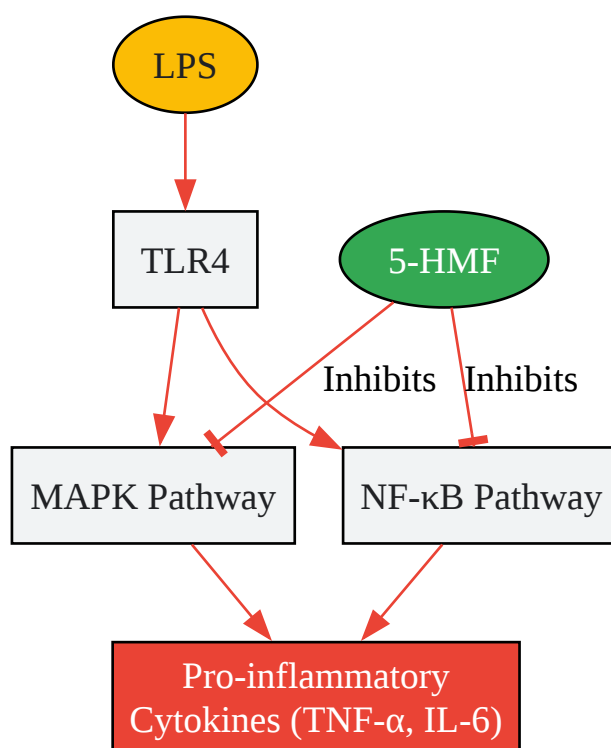 LPS
TLR4
5-HMF
Inhibits
Inhibits
MAPK Pathway
NF-κB Pathway
Pro-inflammatory
Cytokines (TNF-α, IL-6)